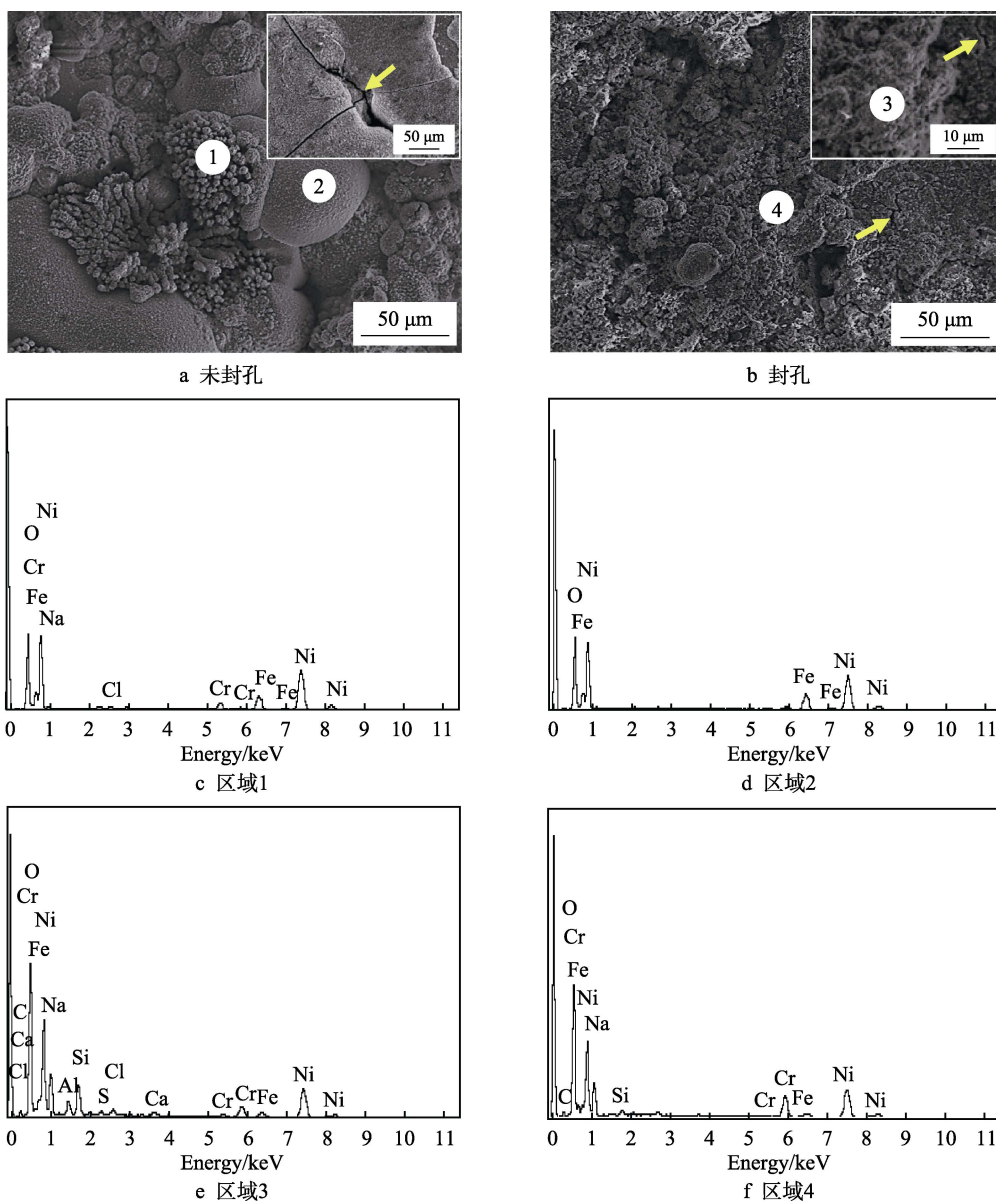 50 μm
1
2
50 μm
a 未封孔
3
10 μm
4
50 μm
b 封孔
Ni
O
Cr
Fe
Na
Cl
Cr
Cr
Fe
Fe
Ni
Ni
0 1 2 3 4 5 6 7 8 9 10 11
Energy/keV
c 区域1
Ni
O
Fe
Fe
Fe
Ni
Ni
0 1 2 3 4 5 6 7 8 9 10 11
Energy/keV
d 区域2
O
Cr
Ni
Fe
C
Ca
Cl
Na
Al
Si
S
Cl
Ca
Cr
Cr
Fe
Ni
Ni
0 1 2 3 4 5 6 7 8 9 10 11
Energy/keV
e 区域3
O
Cr
Fe
Ni
Na
C
Si
Cr
Cr
Fe
Ni
Ni
0 1 2 3 4 5 6 7 8 9 10 11
Energy/keV
f 区域4